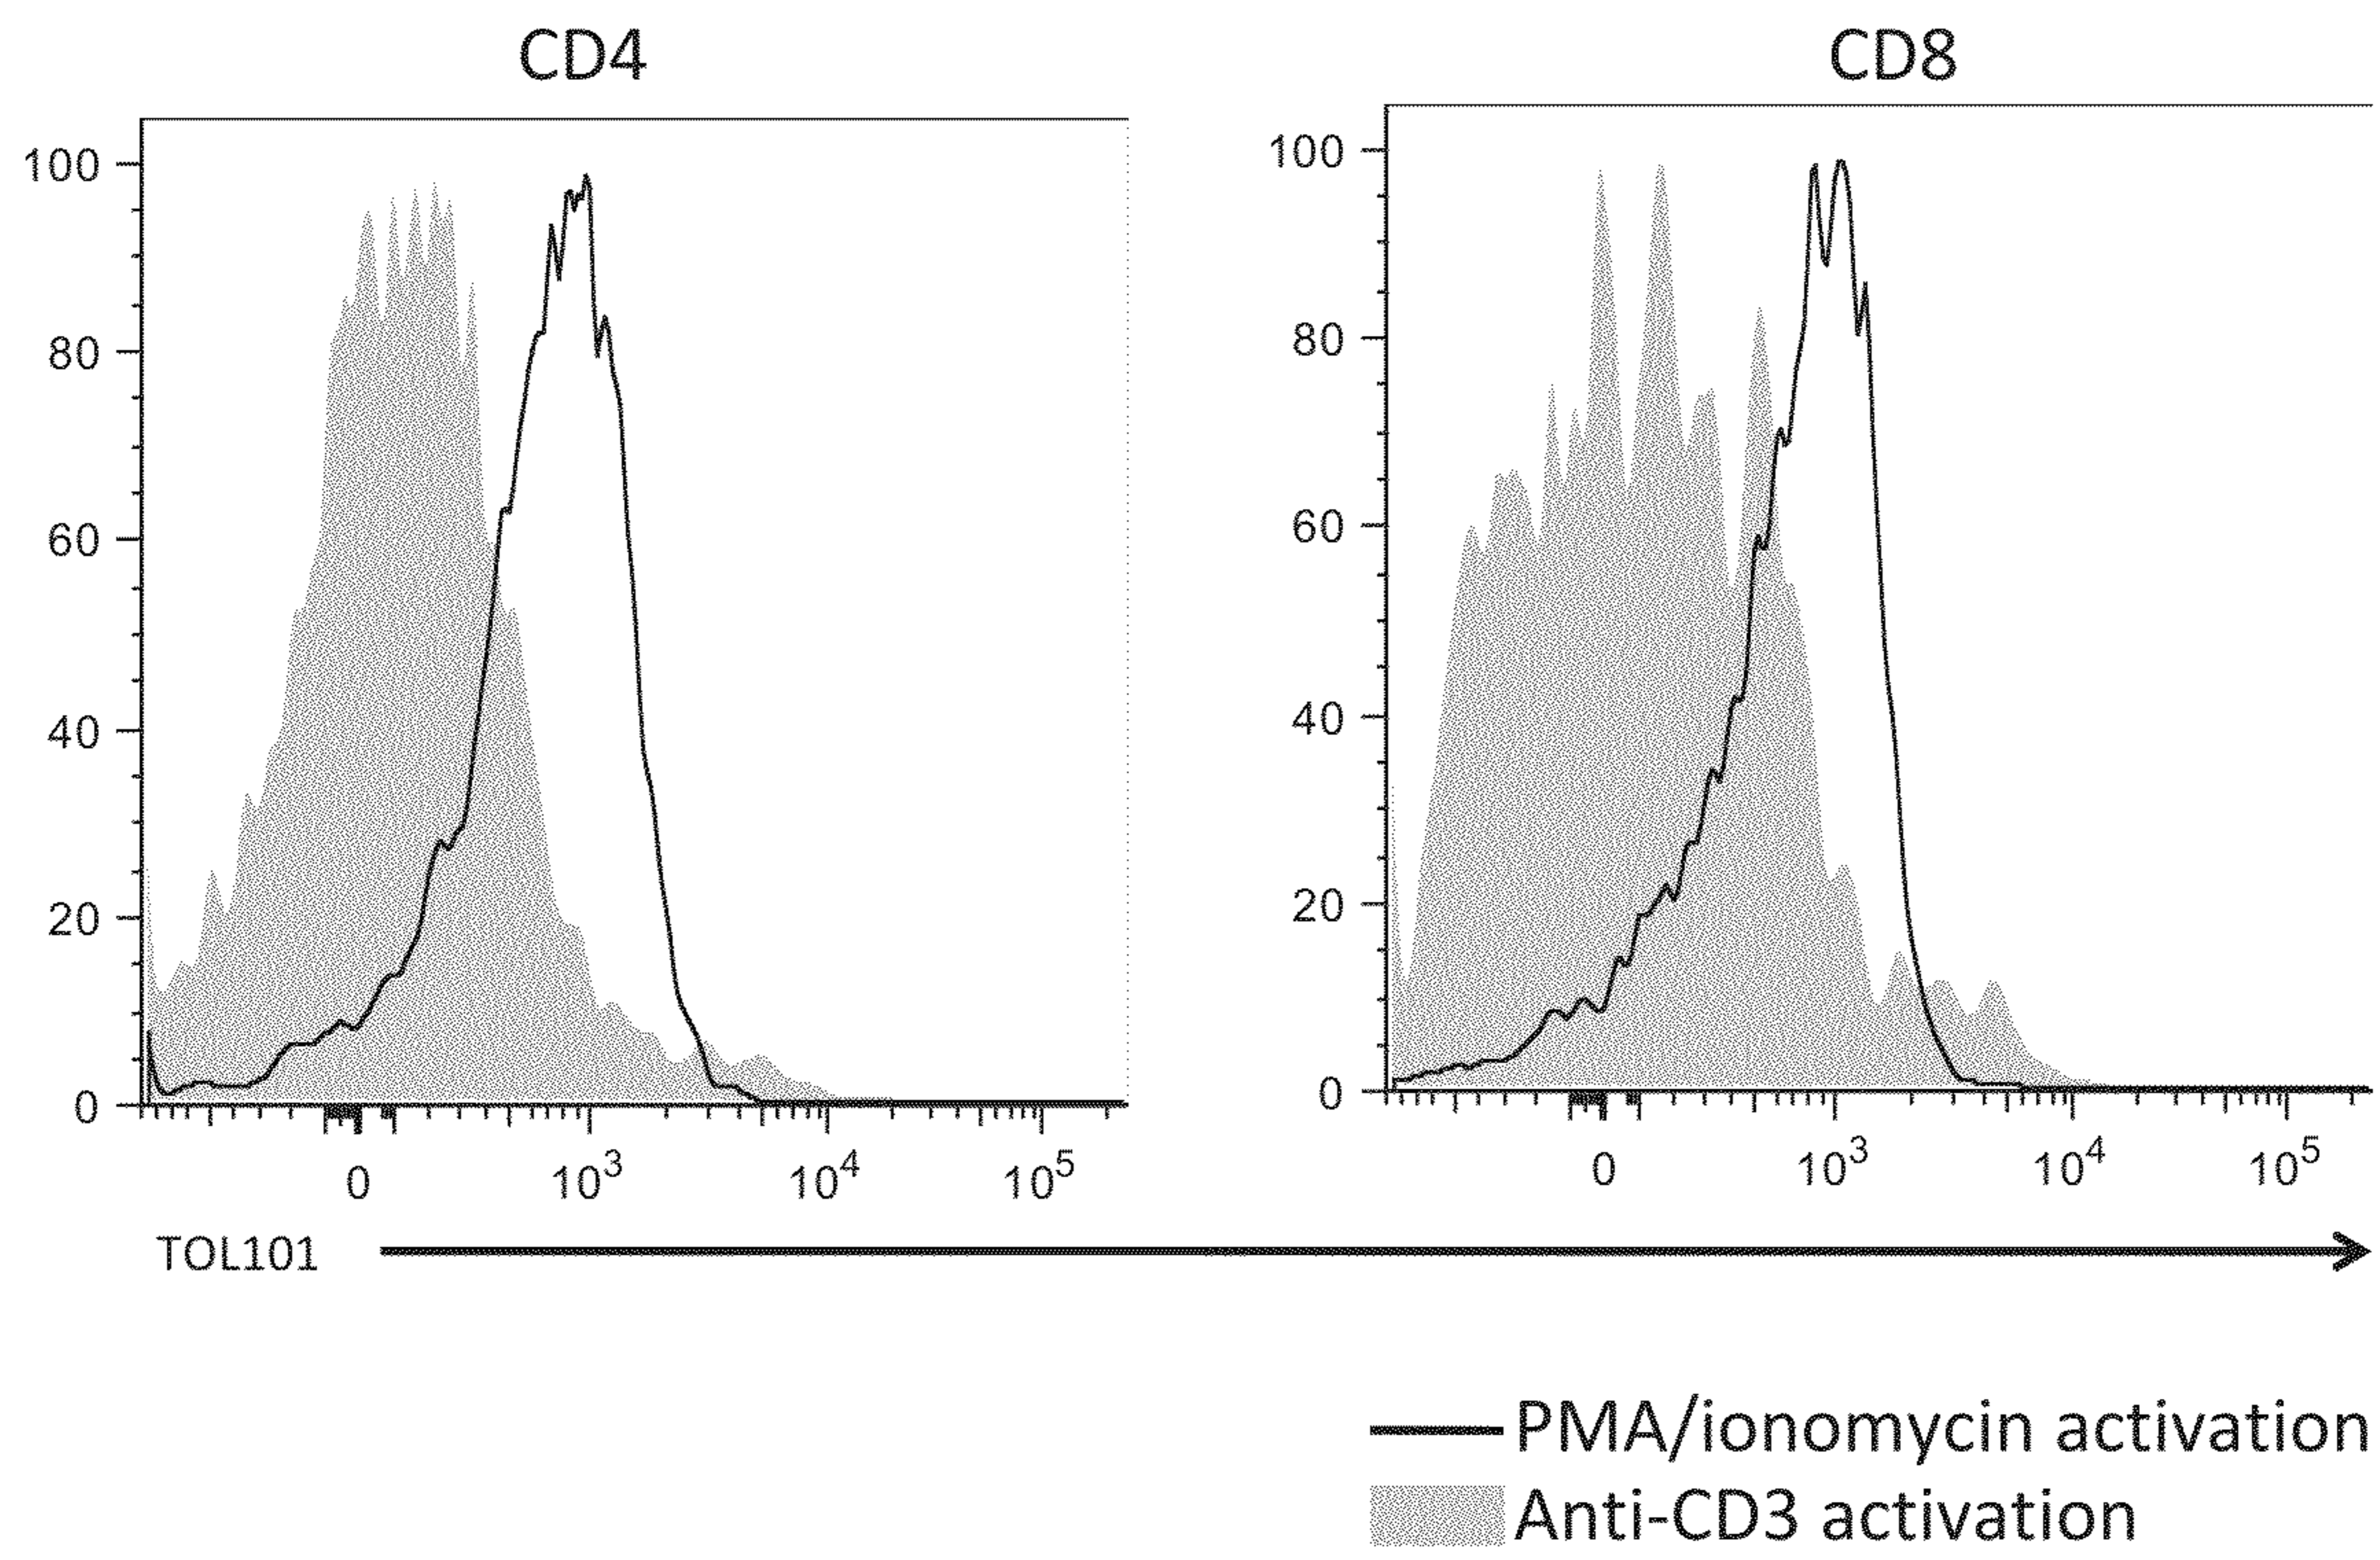 CD4
100
80
60
40
20
0
0 10³ 10⁴ 10⁵
CD8
100
80
60
40
20
0
0 10³ 10⁴ 10⁵
TOL101
PMA/ionomycin activation
Anti-CD3 activation